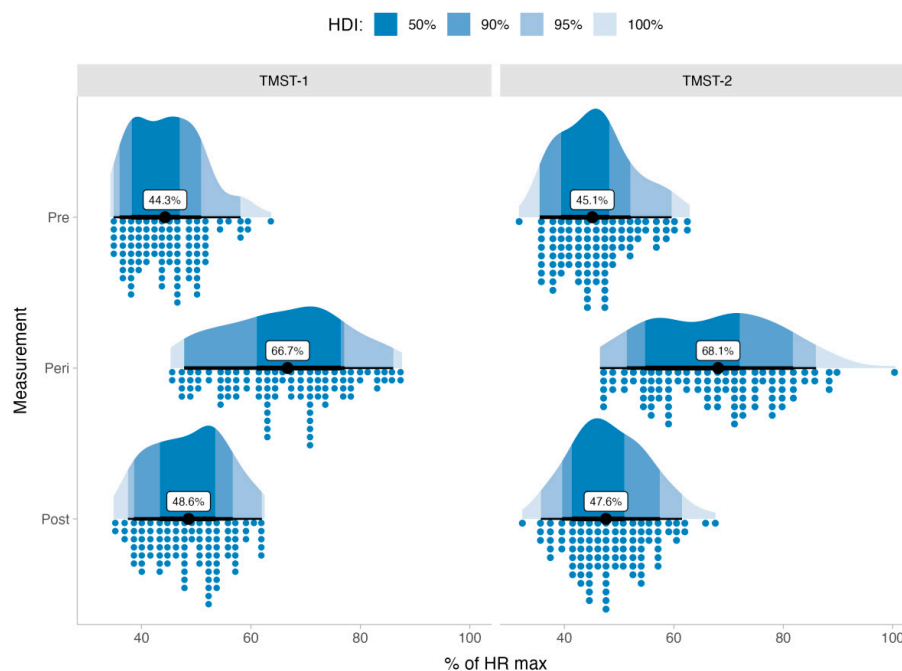 HDI: 50% 90% 95% 100%
TMST-1 TMST-2
Measurement
Pre
44.3% 45.1%
Peri
66.7% 68.1%
Post
48.6% 47.6%
40 60 80 100 40 60 80 100
% of HR max